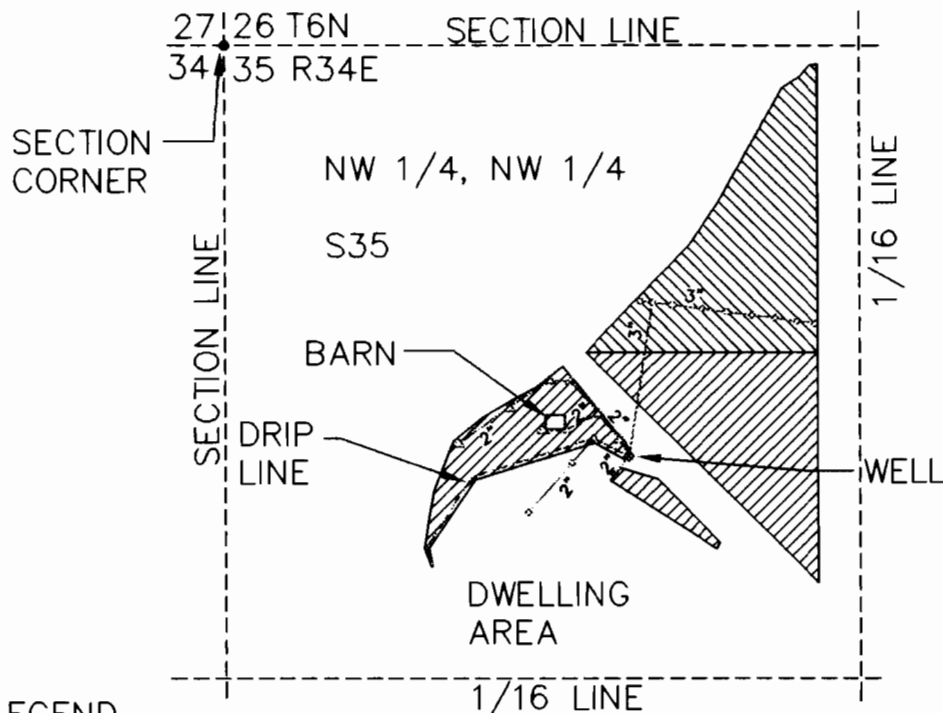 27 26 T6N
SECTION LINE
34 35 R34E
SECTION
CORNER
NW 1/4, NW 1/4
S35
SECTION LINE
1/16 LINE
3"
3"
BARN
2"
2"
2"
DRIP
LINE
2"
2"
WELL
DWELLING
AREA
1/16 LINE
EGEND